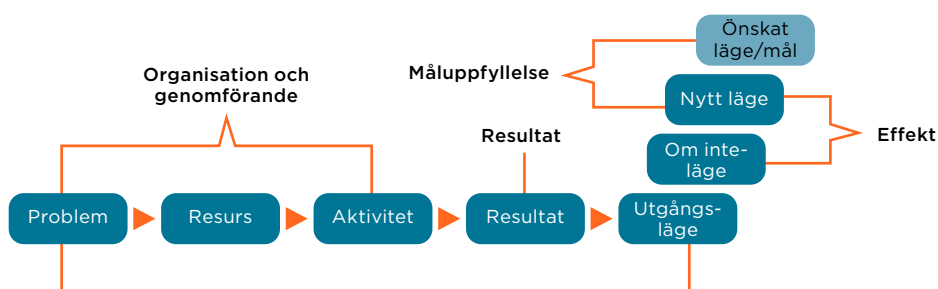 Önskat
läge/mål
Organisation och
genomförande
Måluppfyllelse
Nytt läge
Resultat
Effekt
Om inte-
läge
Problem
Resurs
Aktivitet
Resultat
Utgångs-
läge